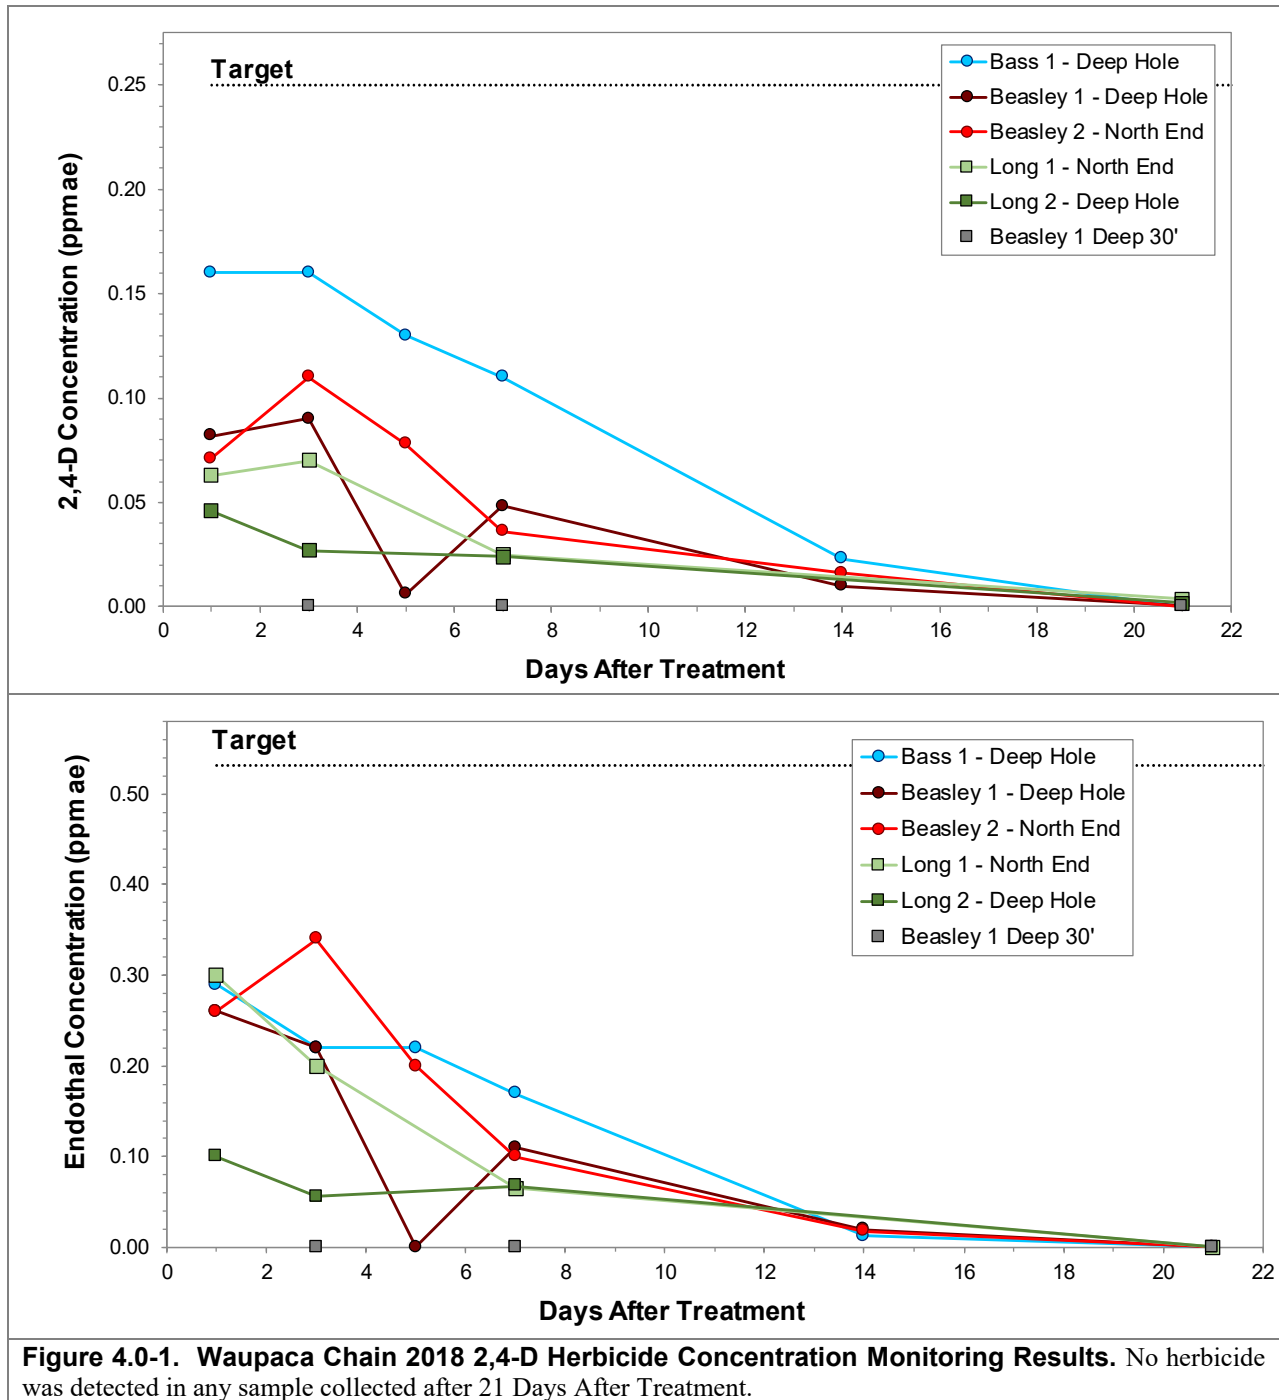 Target
0.25
0.20
0.15
0.10
0.05
0.00
2,4-D Concentration (ppm ae)
0 2 4 6 8 10 12 14 16 18 20 22
Days After Treatment
Bass 1 - Deep Hole
Beasley 1 - Deep Hole
Beasley 2 - North End
Long 1 - North End
Long 2 - Deep Hole
Beasley 1 Deep 30'
Target
0.50
0.40
0.30
0.20
0.10
0.00
Endothal Concentration (ppm ae)
0 2 4 6 8 10 12 14 16 18 20 22
Days After Treatment
Bass 1 - Deep Hole
Beasley 1 - Deep Hole
Beasley 2 - North End
Long 1 - North End
Long 2 - Deep Hole
Beasley 1 Deep 30'
Figure 4.0-1. Waupaca Chain 2018 2,4-D Herbicide Concentration Monitoring Results. No herbicide
was detected in any sample collected after 21 Days After Treatment.